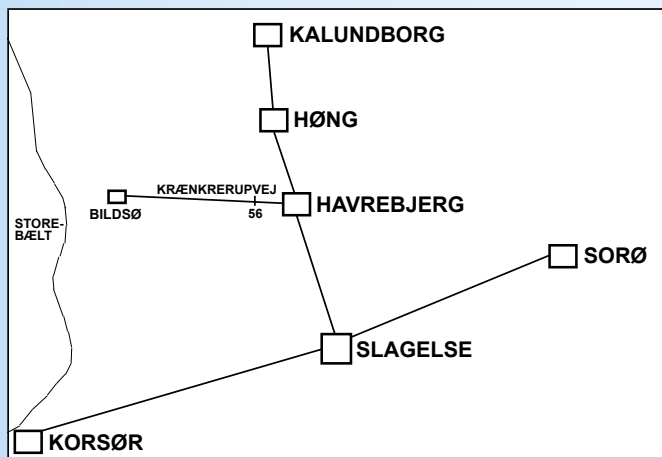 KALUNDBORG
HØNG
KRÆNKRERUPVEJ
BILDSØ
56
HAVREBJERG
STORE-
BÆLT
SORØ
SLAGELSE
KORSØR